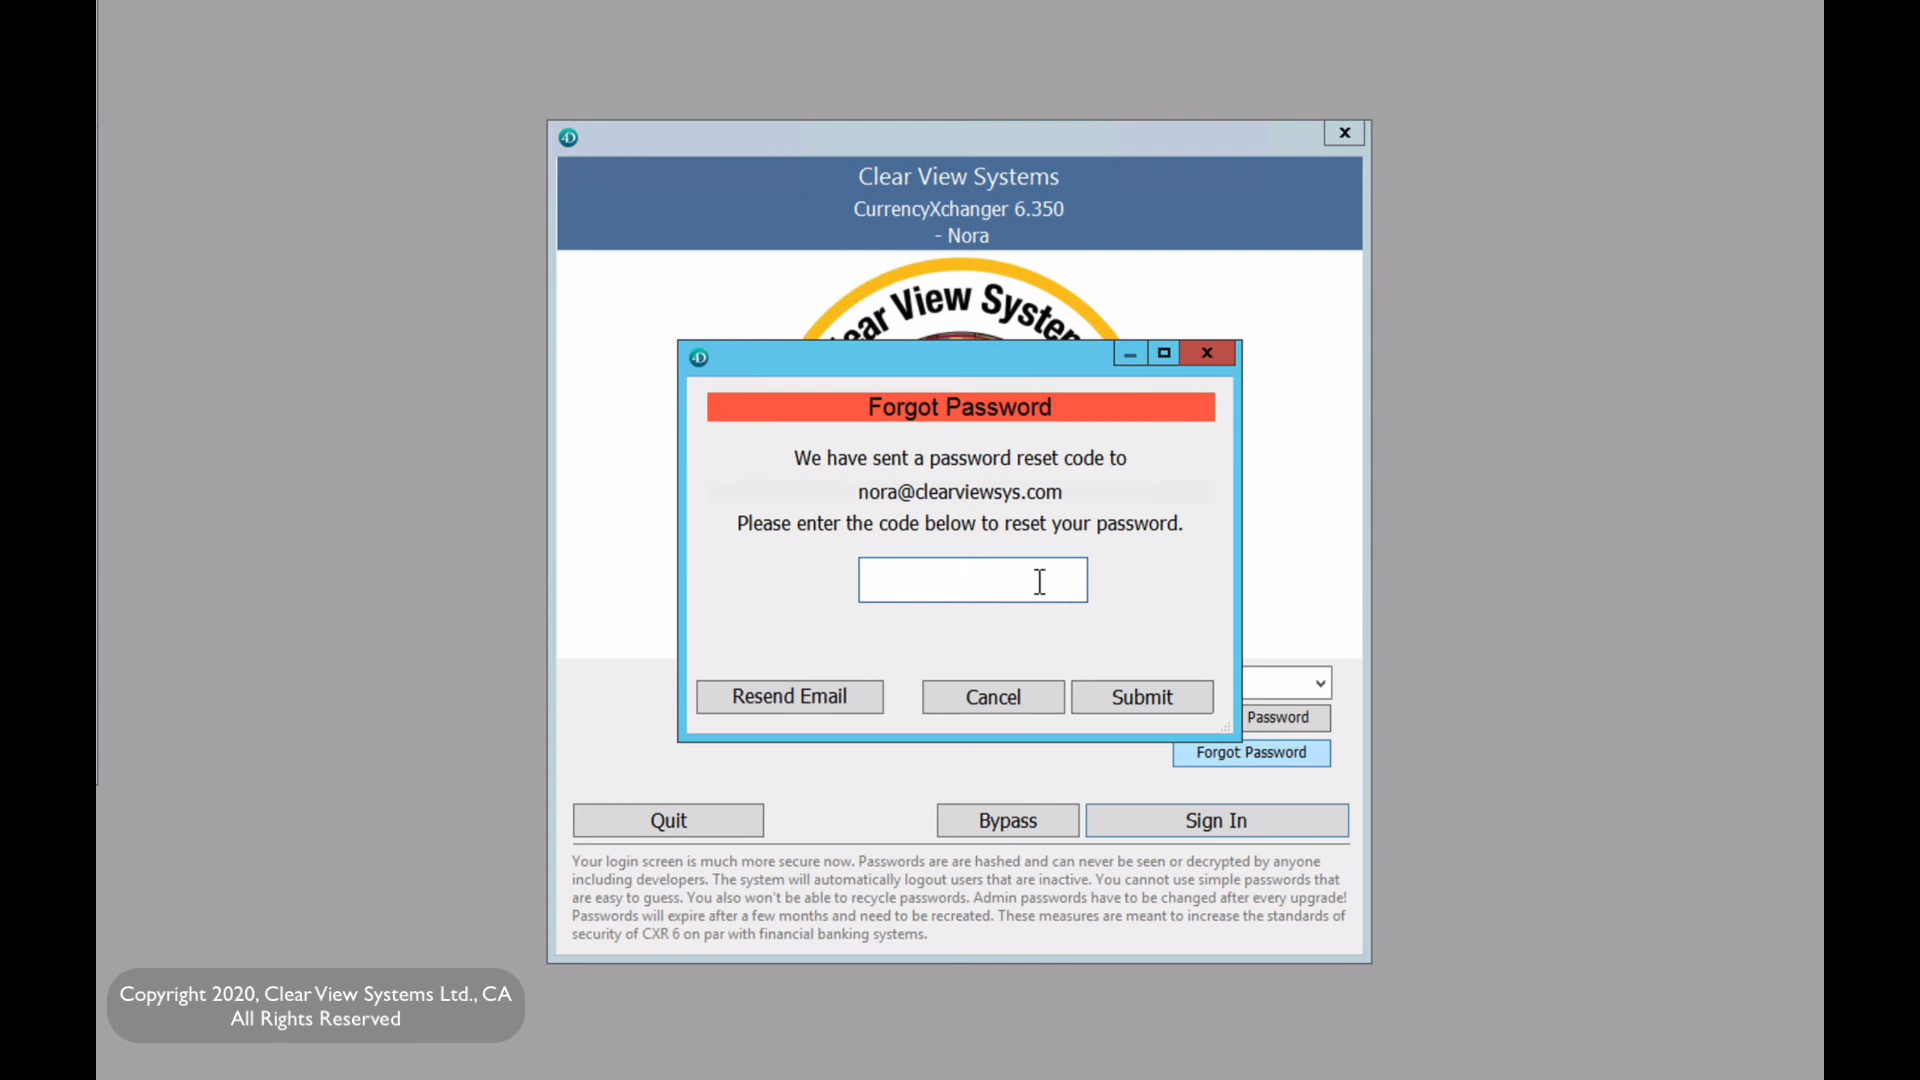 x
Clear View Systems
CurrencyXchanger 6.350
- Nora
View System
Forgot Password
We have sent a password reset code to
nora@clearviewsys.com
Please enter the code below to reset your password.
Resend Email
Cancel
Submit
Password
Forgot Password
Quit
Bypass
Sign In
Your login screen is much more secure now. Passwords are are hashed and can never be seen or decrypted by anyone
including developers. The system will automatically logout users that are inactive. You cannot use simple passwords that
are easy to guess. You also won't be able to recycle passwords. Admin passwords have to be changed after every upgrade!
Passwords will expire after a few months and need to be recreated. These measures are meant to increase the standards of
security of CXR 6 on par with financial banking systems.
Copyright 2020, Clear View Systems Ltd., CA
All Rights Reserved